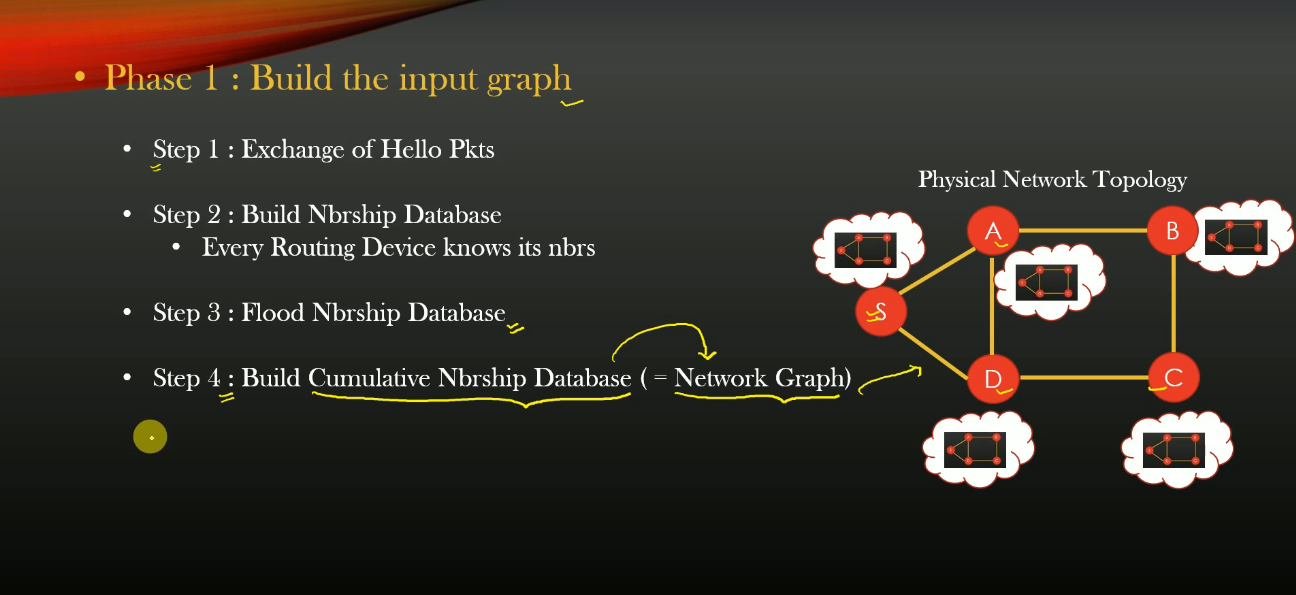 • Phase 1 : Build the input graph
• Step 1 : Exchange of Hello Pkts
• Step 2 : Build Nbrship Database
• Every Routing Device knows its nbrs
• Step 3 : Flood Nbrship Database
• Step 4 : Build Cumulative Nbrship Database ( = Network Graph)
Physical Network Topology
A
B
S
D
C